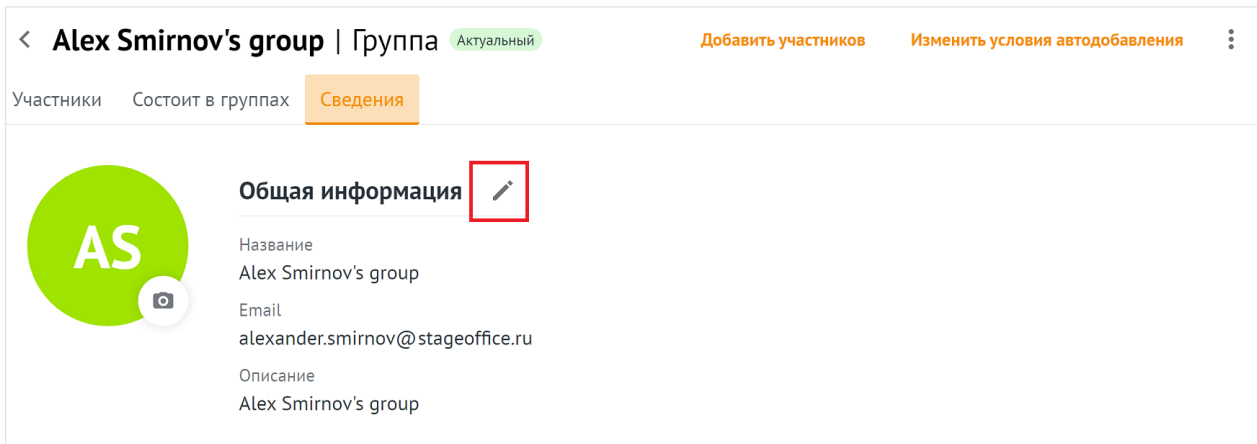 Alex Smirnov's group | Группа Актуальный Добавить участников Изменить условия автодобавления
Участники Состоит в группах Сведения
AS
Общая информация
Название
Alex Smirnov's group
Email
alexander.smirnov@stageoffice.ru
Описание
Alex Smirnov's group